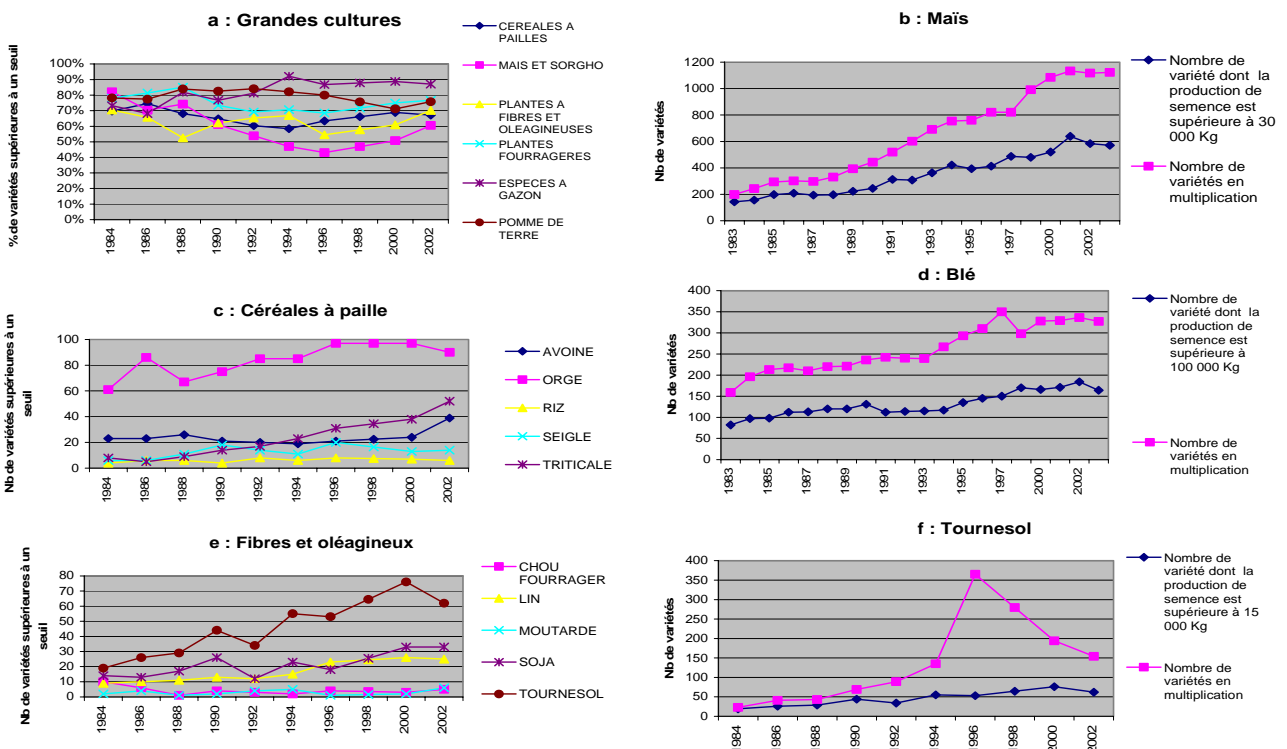 a : Grandes cultures
% de variétés supérieures à un seuil
100%
90%
80%
70%
60%
50%
40%
30%
20%
10%
0%
1984
1986
1988
1990
1992
1994
1996
1998
2000
2002
CEREALES A
PAILLES
MAIS ET SORGHO
PLANTES A
FIBRES ET
OLEAGINEUSES
PLANTES
FOURRAGERES
ESPECES A
GAZON
POMME DE
TERRE
b : Maïs
Nb de variétés
1200
1000
800
600
400
200
0
1983
1985
1987
1989
1991
1993
1995
1997
2000
2002
Nombre de
variété dont la
production de
semence est
supérieure à 30
000 Kg
Nombre de
variétés en
multiplication
c : Céréales à paille
Nb de variétés supérieures à un
seuil
100
80
60
40
20
0
1984
1986
1988
1990
1992
1994
1996
1998
2000
2002
AVOINE
ORGE
RIZ
SEIGLE
TRITICALE
d : Blé
Nb de variétés
400
350
300
250
200
150
100
50
0
1983
1985
1987
1989
1991
1993
1995
1997
2000
2002
Nombre de
variété dont la
production de
semence est
supérieure à
100 000 Kg
Nombre de
variétés en
multiplication
e : Fibres et oléagineux
Nb de variétés supérieures à un
seuil
80
70
60
50
40
30
20
10
0
1984
1986
1988
1990
1992
1994
1996
1998
2000
2002
CHOU
FOURRAGER
LIN
MOUTARDE
SOJA
TOURNESOL
f : Tournesol
Nb de variétés
400
350
300
250
200
150
100
50
0
1984
1986
1988
1990
1992
1994
1996
1998
2000
2002
Nombre de
variété dont la
production de
semence est
supérieure à 15
000 Kg
Nombre de
variétés en
multiplication